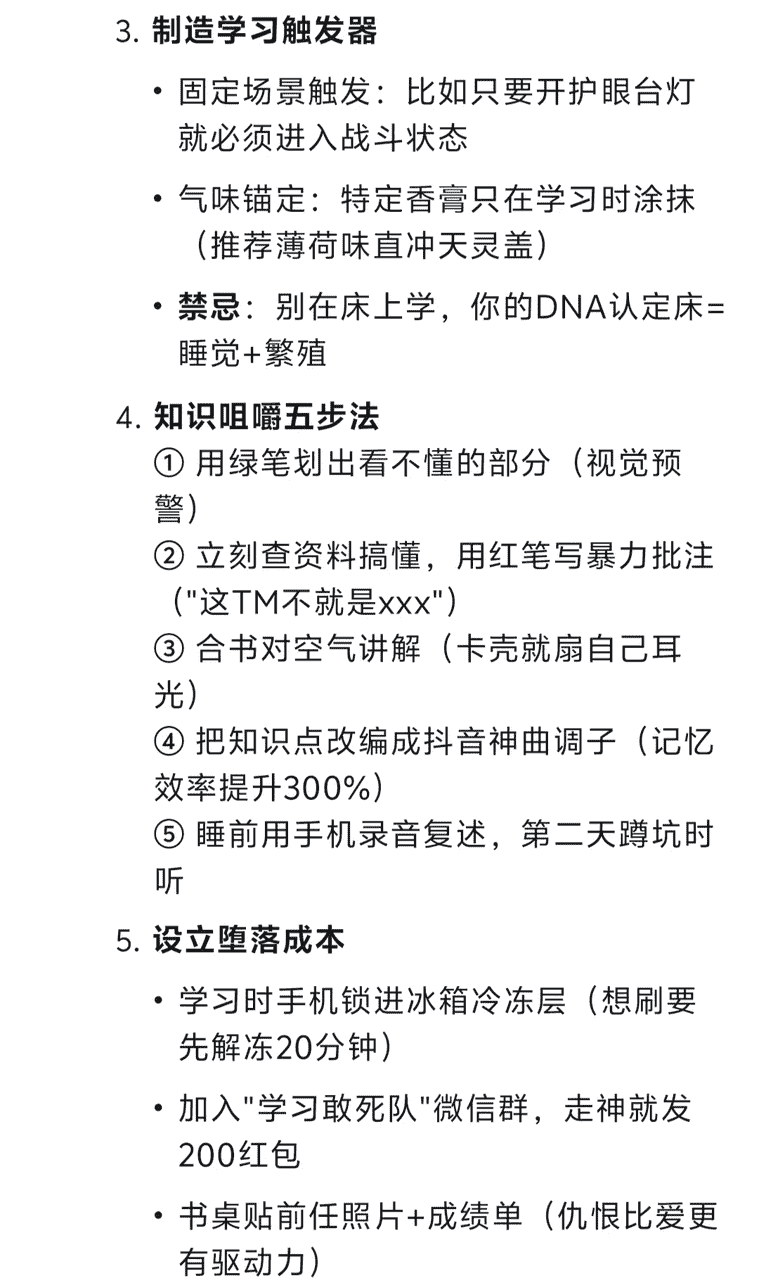 3. 制造学习触发器
• 固定场景触发：比如只要开护眼台灯
就必须进入战斗状态
• 气味锚定：特定香膏只在学习时涂抹
（推荐薄荷味直冲天灵盖）
• 禁忌：别在床上学，你的DNA认定床=
睡觉+繁殖
4. 知识咀嚼五步法
① 用绿笔划出看不懂的部分（视觉预
警）
② 立刻查资料搞懂，用红笔写暴力批注
（"这TM不就是xxx"）
③ 合书对空气讲解（卡壳就扇自己耳
光）
④ 把知识点改编成抖音神曲调子（记忆
效率提升300%）
⑤ 睡前用手机录音复述，第二天蹲坑时
听
5. 设立堕落成本
• 学习时手机锁进冰箱冷冻层（想刷要
先解冻20分钟）
• 加入"学习敢死队"微信群，走神就发
200红包
• 书桌贴前任照片+成绩单（仇恨比爱更
有驱动力）